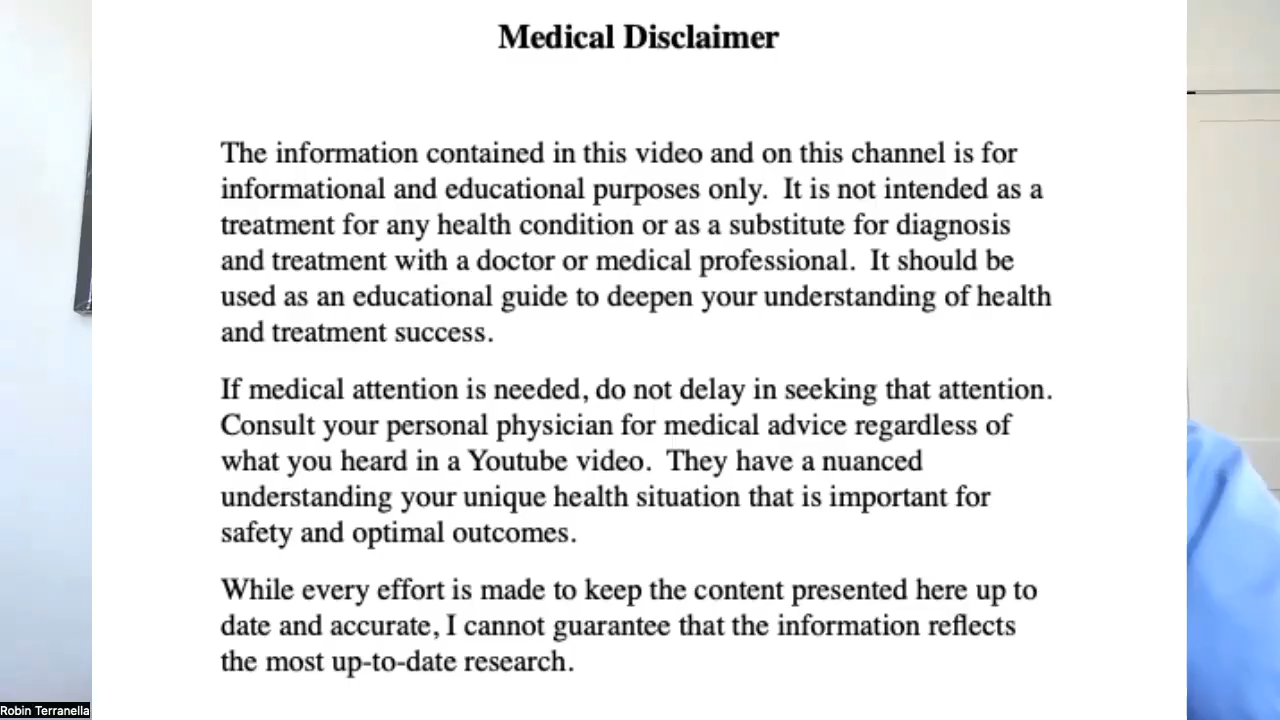 Medical Disclaimer
The information contained in this video and on this channel is for
informational and educational purposes only.  It is not intended as a
treatment for any health condition or as a substitute for diagnosis
and treatment with a doctor or medical professional.  It should be
used as an educational guide to deepen your understanding of health
and treatment success.
If medical attention is needed, do not delay in seeking that attention.
Consult your personal physician for medical advice regardless of
what you heard in a Youtube video.  They have a nuanced
understanding your unique health situation that is important for
safety and optimal outcomes.
While every effort is made to keep the content presented here up to
date and accurate, I cannot guarantee that the information reflects
the most up-to-date research.
Robin Terranella